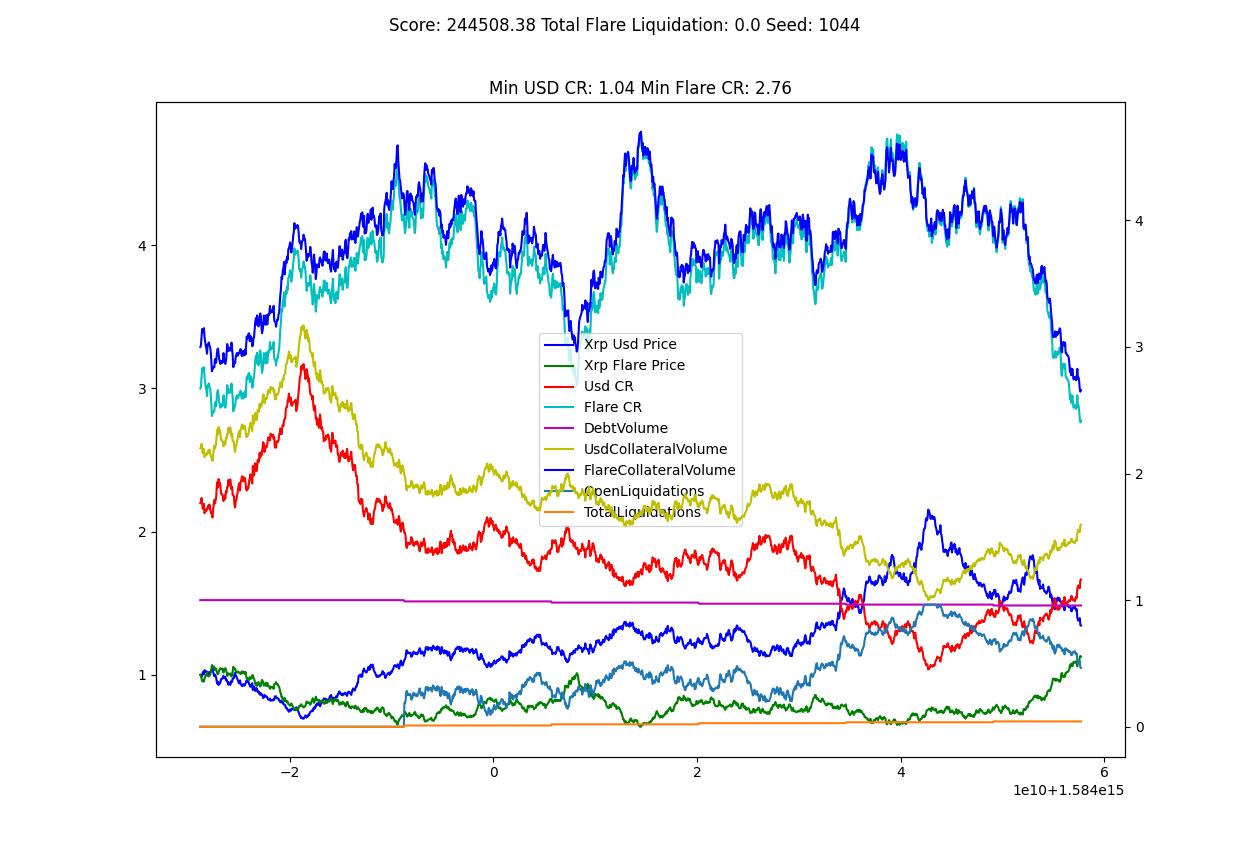 Score: 244508.38 Total Flare Liquidation: 0.0 Seed: 1044
Min USD CR: 1.04 Min Flare CR: 2.76
4
3
2
1
4
3
2
1
0
Xrp Usd Price
Xrp Flare Price
Usd CR
Flare CR
DebtVolume
UsdCollateralVolume
FlareCollateralVolume
OpenLiquidations
TotalLiquidations
−2
0
2
4
6
1e10+1.584e15